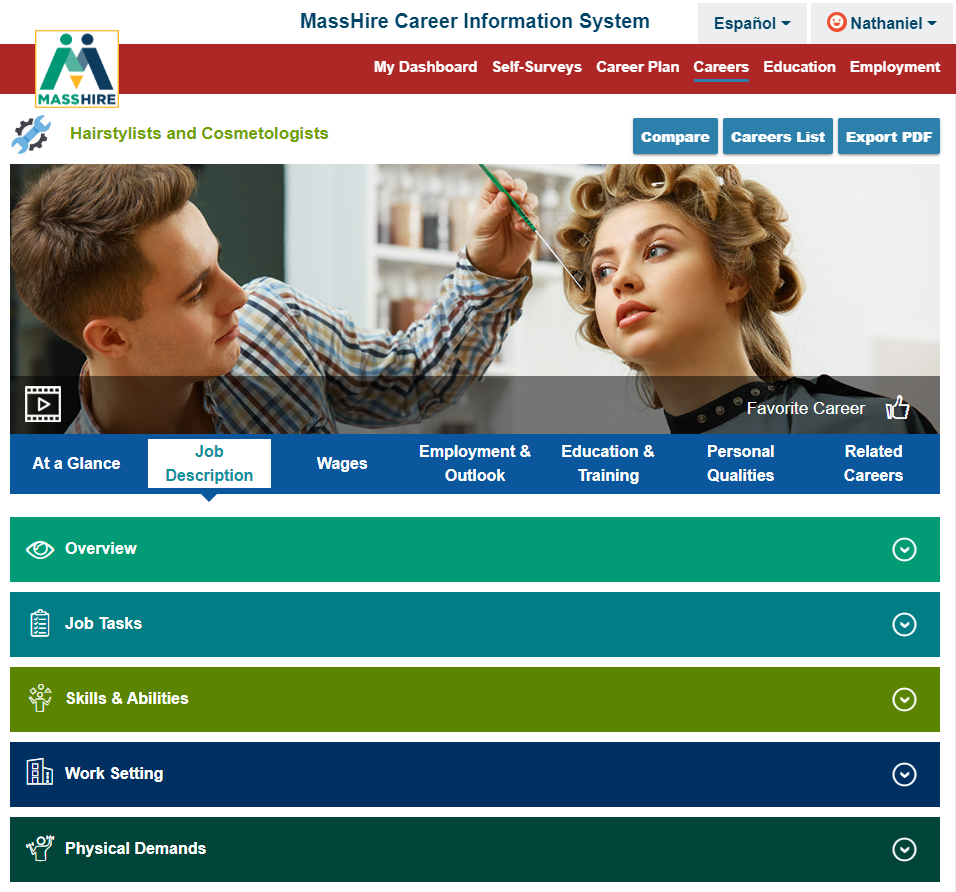 MassHire Career Information System
Español
Nathaniel
MASSHIRE
My Dashboard Self-Surveys Career Plan Careers Education Employment
Hairstylists and Cosmetologists
Compare Careers List Export PDF
Favorite Career
At a Glance
Job
Description
Wages
Employment &
Outlook
Education &
Training
Personal
Qualities
Related
Careers
Overview
Job Tasks
Skills & Abilities
Work Setting
Physical Demands